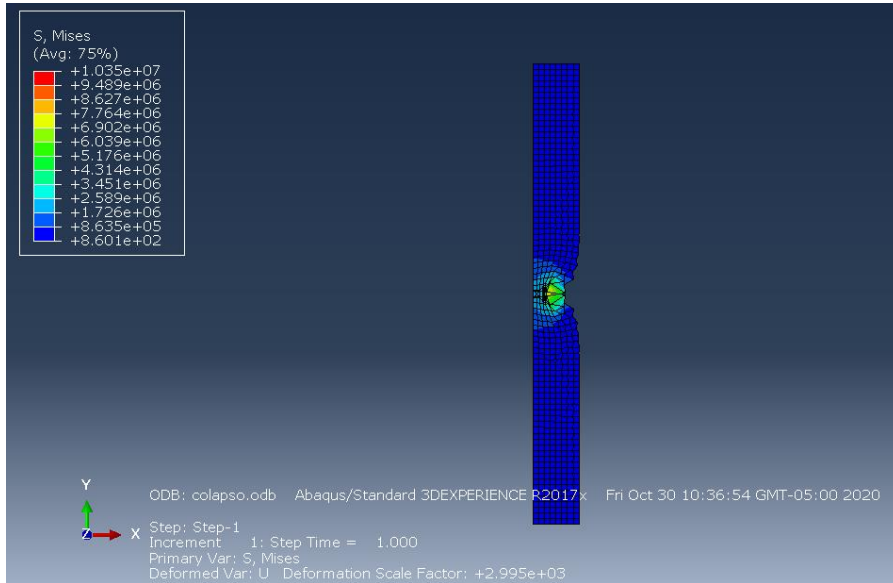 S, Mises
(Avg: 75%)
+1.035e+07
+9.489e+06
+8.627e+06
+7.764e+06
+6.902e+06
+6.039e+06
+5.176e+06
+4.314e+06
+3.451e+06
+2.589e+06
+1.726e+06
+8.635e+05
+8.601e+02
Y
Z X
ODB: colapso.odb Abaqus/Standard 3DEXPERIENCE R2017x Fri Oct 30 10:36:54 GMT-05:00 2020
Step: Step-1
Increment 1: Step Time = 1.000
Primary Var: S, Mises
Deformed Var: U Deformation Scale Factor: +2.995e+03